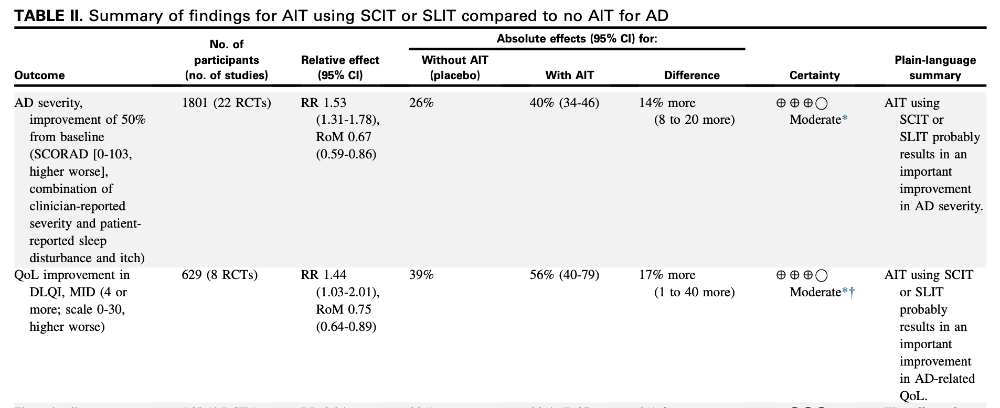 TABLE II. Summary of findings for AIT using SCIT or SLIT compared to no AIT for AD
Outcome
No. of
participants
(no. of studies)
Relative effect
(95% CI)
Absolute effects (95% CI) for:
Without AIT
(placebo)
With AIT
Difference
Certainty
Plain-language
summary
AD severity,
improvement of 50%
from baseline
(SCORAD [0-103,
higher worse],
combination of
clinician-reported
severity and patient-
reported sleep
disturbance and itch)
1801 (22 RCTs)
RR 1.53
(1.31-1.78),
RoM 0.67
(0.59-0.86)
26%
40% (34-46)
14% more
(8 to 20 more)
⊕⊕⊕◯
Moderate*
AIT using
SCIT or
SLIT probably
results in an
important
improvement
in AD severity.
QoL improvement in
DLQI, MID (4 or
more; scale 0-30,
higher worse)
629 (8 RCTs)
RR 1.44
(1.03-2.01),
RoM 0.75
(0.64-0.89)
39%
56% (40-79)
17% more
(1 to 40 more)
⊕⊕⊕◯
Moderate*†
AIT using SCIT
or SLIT
probably
results in an
important
improvement
in AD-related
QoL.